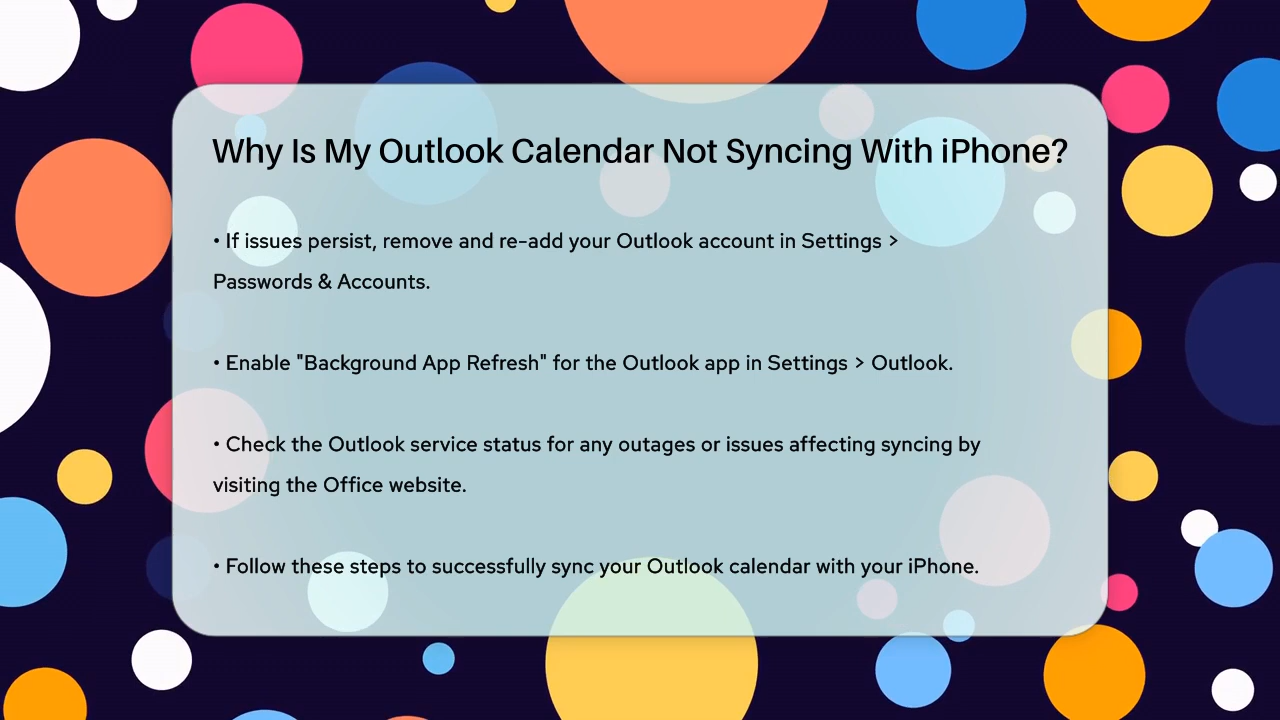 Why Is My Outlook Calendar Not Syncing With iPhone?
• If issues persist, remove and re-add your Outlook account in Settings >
Passwords & Accounts.
• Enable "Background App Refresh" for the Outlook app in Settings > Outlook.
• Check the Outlook service status for any outages or issues affecting syncing by
visiting the Office website.
• Follow these steps to successfully sync your Outlook calendar with your iPhone.